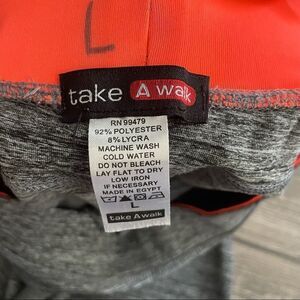 L
take A walk
RN 99479
92% POLYESTER
8% LYCRA
MACHINE WASH
COLD WATER
DO NOT BLEACH
LAY FLAT TO DRY
LOW IRON
IF NECESSARY
MADE IN EGYPT
L
take A walk